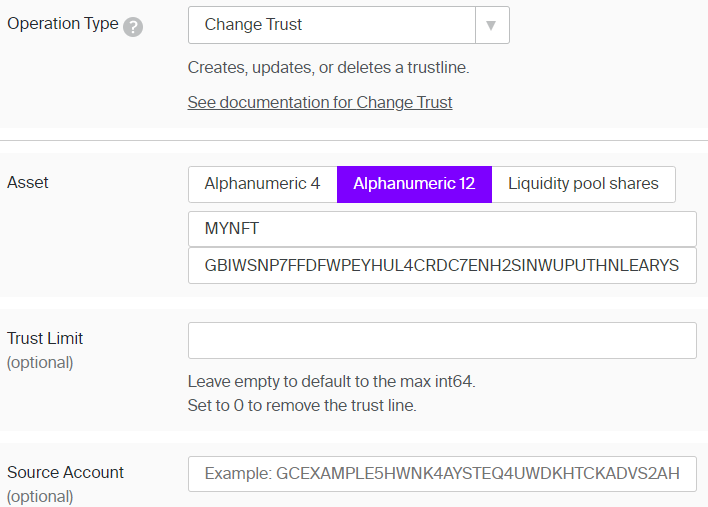 Operation Type ?
Change Trust
Creates, updates, or deletes a trustline.
See documentation for Change Trust
Asset
Alphanumeric 4 Alphanumeric 12 Liquidity pool shares
MYNFT
GBIWSNP7FFDFWPEYHUL4CRDC7ENH2SINWUPUTHNLEARYS
Trust Limit
(optional)
Leave empty to default to the max int64.
Set to 0 to remove the trust line.
Source Account
(optional)
Example: GCEXAMPLE5HWNK4AYSTEQ4UWDKHTCKADVS2AH